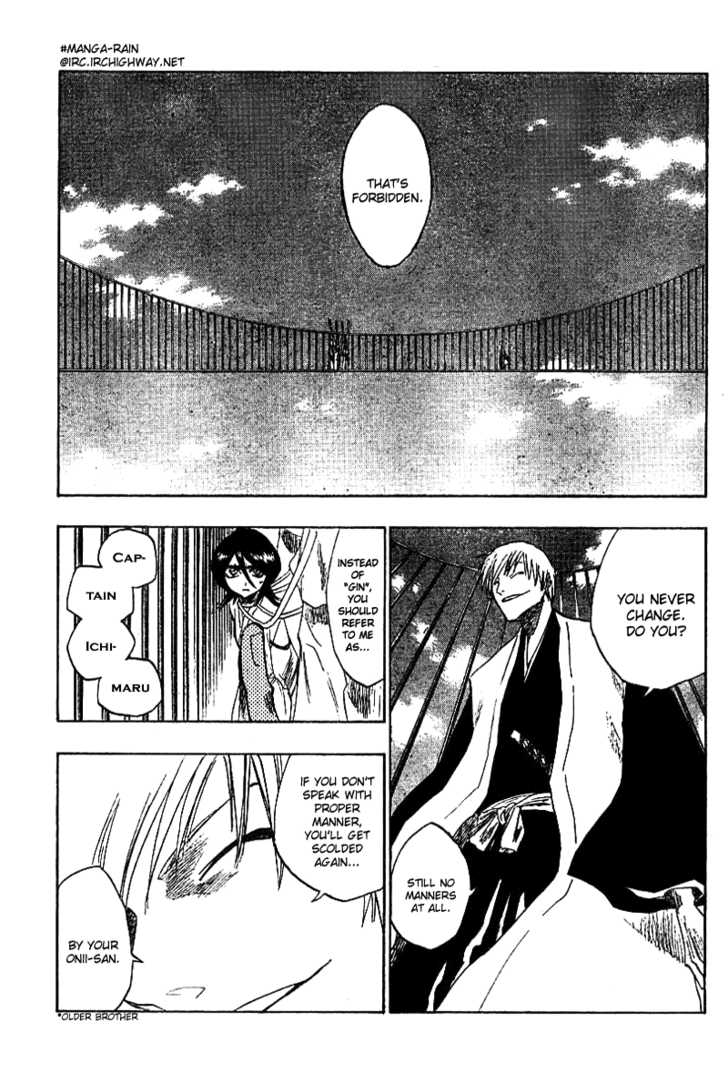 #MANGA-RAIN
@IRC.IRCHIGHWAY.NET
THAT'S
FORBIDDEN.
YOU NEVER
CHANGE.
DO YOU?
STILL NO
MANNERS
AT ALL.
INSTEAD
OF
"GIN",
YOU
SHOULD
REFER
TO ME
AS...
CAP-
TAIN
ICHI-
MARU
IF YOU DON'T
SPEAK WITH
PROPER
MANNER,
YOU'LL GET
SCOLDED
AGAIN...
BY YOUR
ONII-SAN.
*OLDER BROTHER